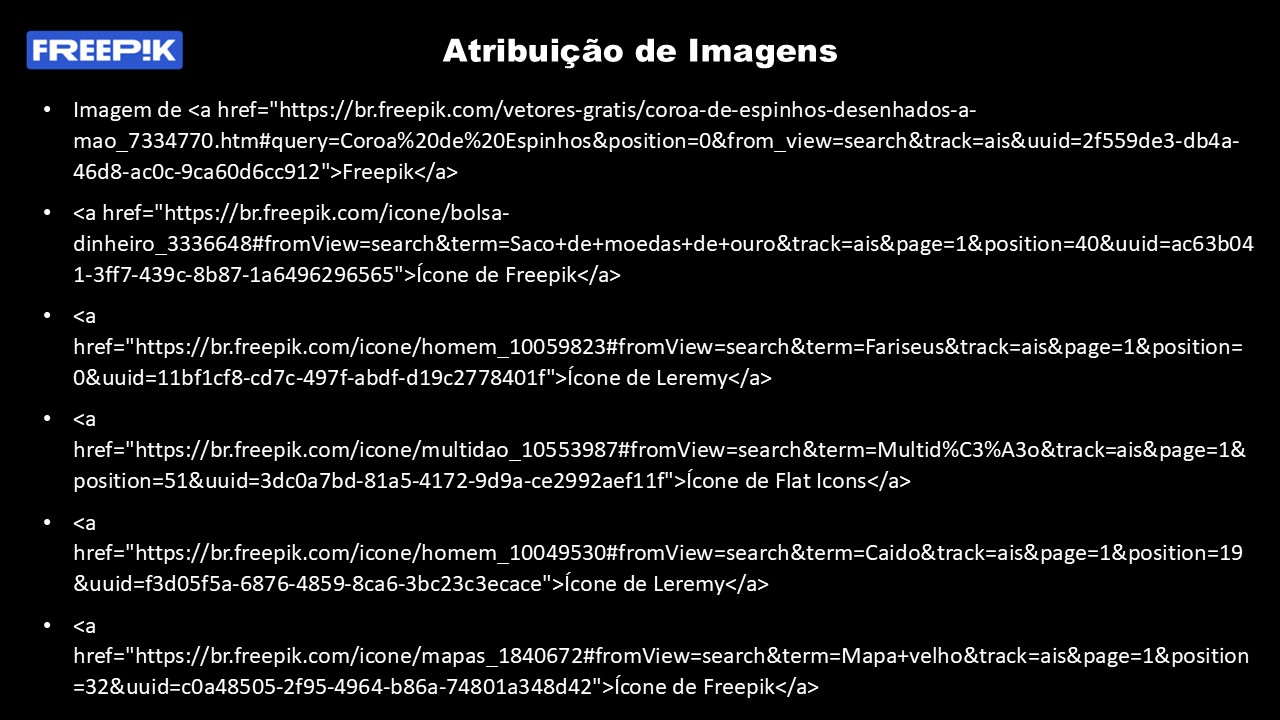 FREEP!K
Atribuição de Imagens
• Imagem de <a href="https://br.freepik.com/vetores-gratis/coroa-de-espinhos-desenhados-a-
mao_7334770.htm#query=Coroa%20de%20Espinhos&position=0&from_view=search&track=ais&uuid=2f559de3-db4a-
46d8-ac0c-9ca60d6cc912">Freepik</a>
• <a href="https://br.freepik.com/icone/bolsa-
dinheiro_3336648#fromView=search&term=Saco+de+moedas+de+ouro&track=ais&page=1&position=40&uuid=ac63b04
1-3ff7-439c-8b87-1a6496296565">Ícone de Freepik</a>
• <a
href="https://br.freepik.com/icone/homem_10059823#fromView=search&term=Fariseus&track=ais&page=1&position=
0&uuid=11bf1cf8-cd7c-497f-abdf-d19c2778401f">Ícone de Leremy</a>
• <a
href="https://br.freepik.com/icone/multidao_10553987#fromView=search&term=Multid%C3%A3o&track=ais&page=1&
position=51&uuid=3dc0a7bd-81a5-4172-9d9a-ce2992aef11f">Ícone de Flat Icons</a>
• <a
href="https://br.freepik.com/icone/homem_10049530#fromView=search&term=Caido&track=ais&page=1&position=19
&uuid=f3d05f5a-6876-4859-8ca6-3bc23c3ecace">Ícone de Leremy</a>
• <a
href="https://br.freepik.com/icone/mapas_1840672#fromView=search&term=Mapa+velho&track=ais&page=1&position
=32&uuid=c0a48505-2f95-4964-b86a-74801a348d42">Ícone de Freepik</a>